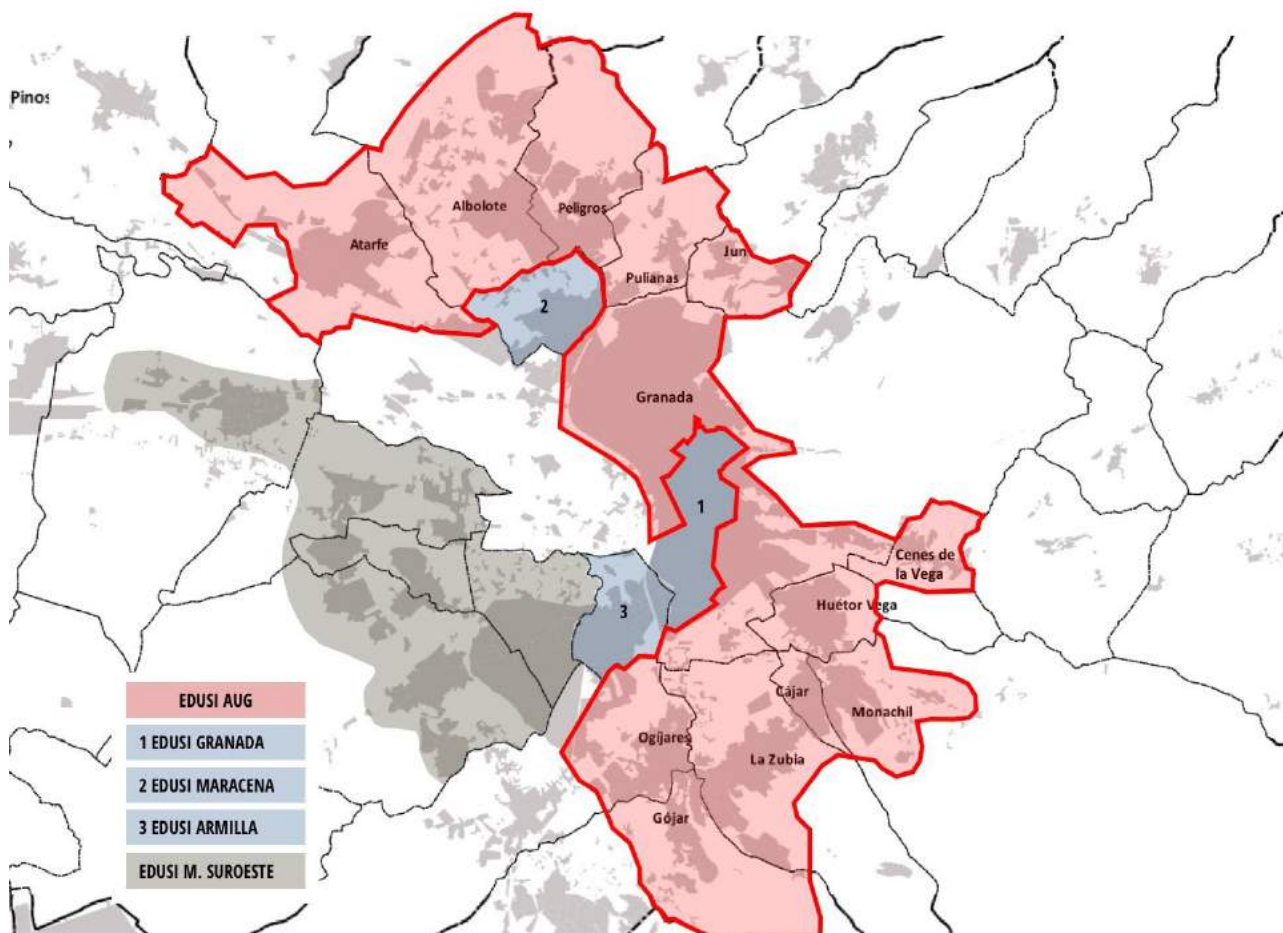 Pinos
Albolote
Peligros
Atarfe
Jun
Pulianas
2
Granada
1
Cenes de
la Vega
Huétor Vega
3
Cájar
Monachil
Ogíjares
La Zubia
Gójar
EDUSI AUG
1 EDUSI GRANADA
2 EDUSI MARACENA
3 EDUSI ARMILLA
EDUSI M. SUROESTE